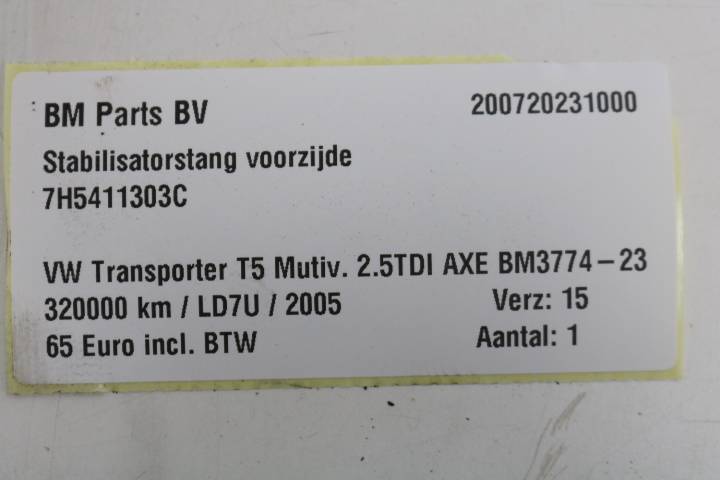 BM Parts BV 200720231000
Stabilisatorstang voorzijde
7H5411303C
VW Transporter T5 Mutiv. 2.5TDI AXE BM3774-23
320000 km / LD7U / 2005 Verz: 15
65 Euro incl. BTW Aantal: 1